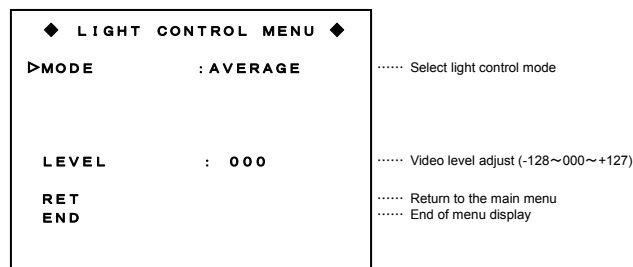 ◆ LIGHT CONTROL MENU ◆
▷MODE :AVERAGE ⋯⋯ Select light control mode
LEVEL : 000 ⋯⋯ Video level adjust (-128～000～+127)
RET ⋯⋯ Return to the main menu
END ⋯⋯ End of menu display